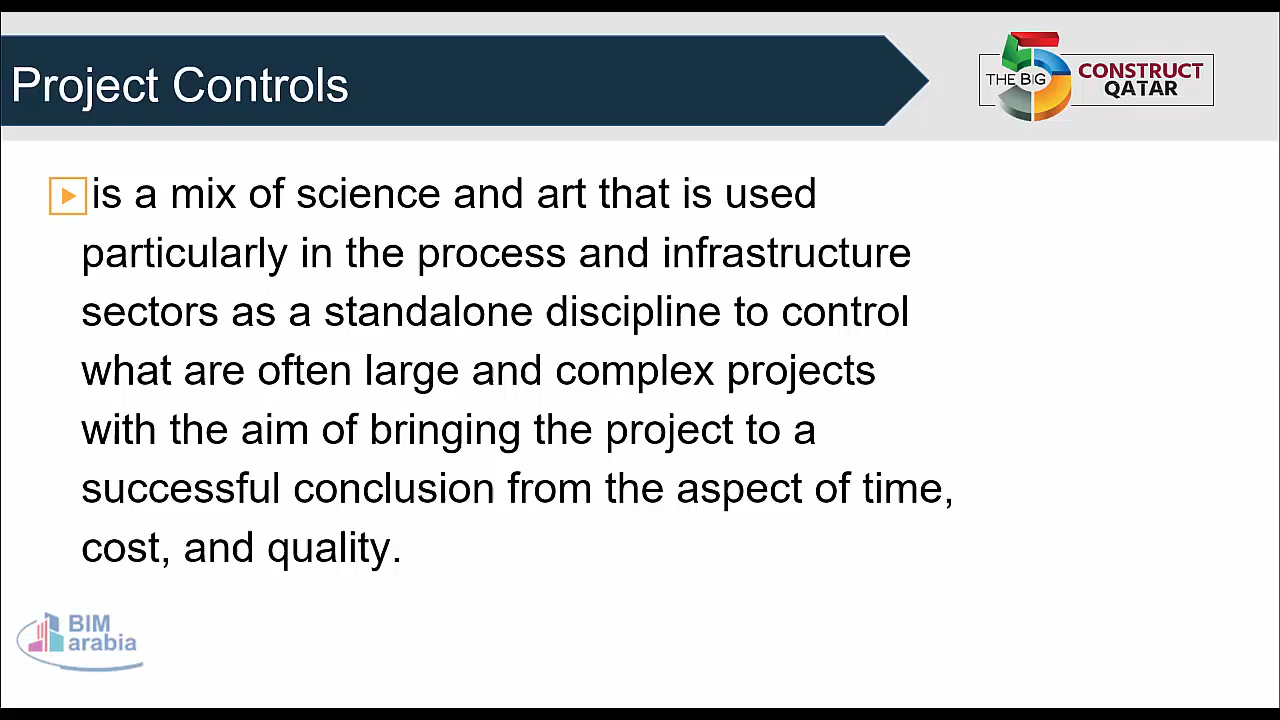 Project Controls
THE BIG 5
CONSTRUCT
QATAR
is a mix of science and art that is used
particularly in the process and infrastructure
sectors as a standalone discipline to control
what are often large and complex projects
with the aim of bringing the project to a
successful conclusion from the aspect of time,
cost, and quality.
BIM
arabia